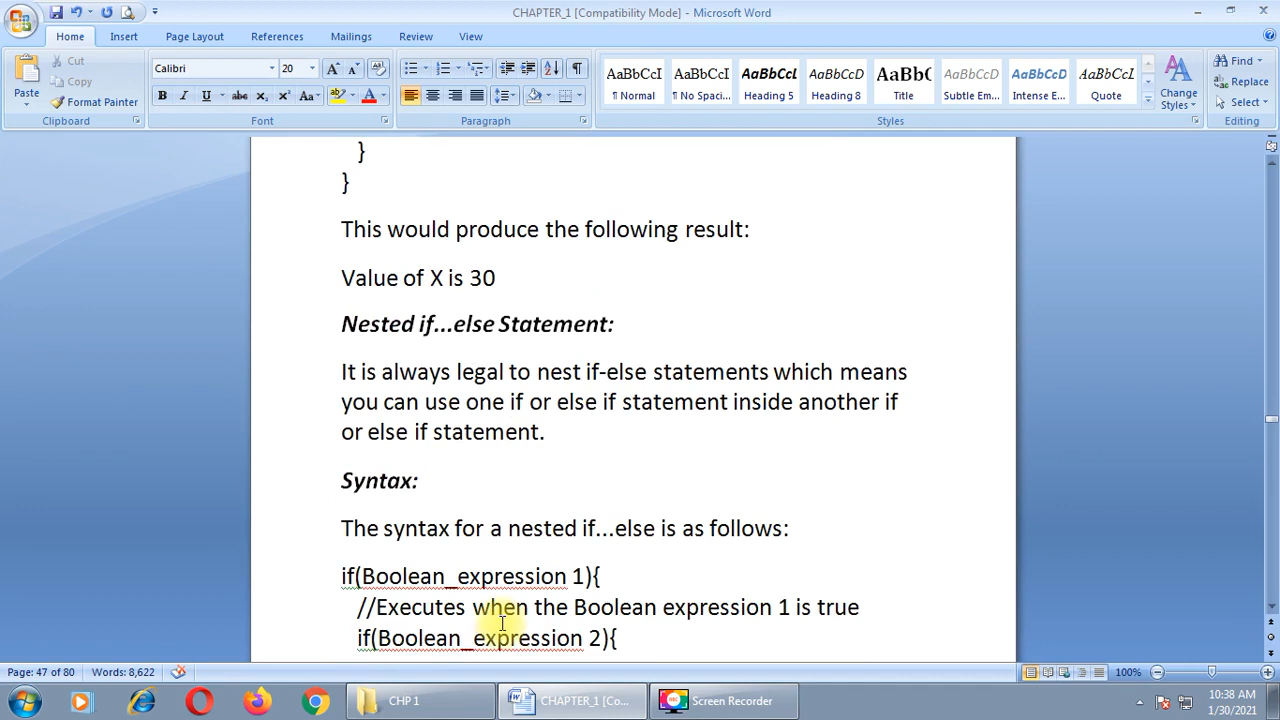 CHAPTER_1 [Compatibility Mode] - Microsoft Word
Home Insert Page Layout References Mailings Review View
Cut
Copy
Format Painter
Paste
Clipboard
Calibri 20
B I U abc x₂ x² Aa A
Font
Paragraph
AaBbCcI AaBbCcI AaBbCcL AaBbCcD AaBbC AaBbCcD AaBbCcD AaBbCcL
¶ Normal ¶ No Spaci... Heading 5 Heading 8 Title Subtle Em... Intense E... Quote
Change
Styles
Styles
Find
Replace
Select
Editing
}
}
This would produce the following result:
Value of X is 30
Nested if...else Statement:
It is always legal to nest if-else statements which means
you can use one if or else if statement inside another if
or else if statement.
Syntax:
The syntax for a nested if...else is as follows:
if(Boolean_expression 1){
//Executes when the Boolean expression 1 is true
if(Boolean_expression 2){
Page: 47 of 80 Words: 8,622 100%
CHP 1 CHAPTER_1 [Co... Screen Recorder
10:38 AM
1/30/2021